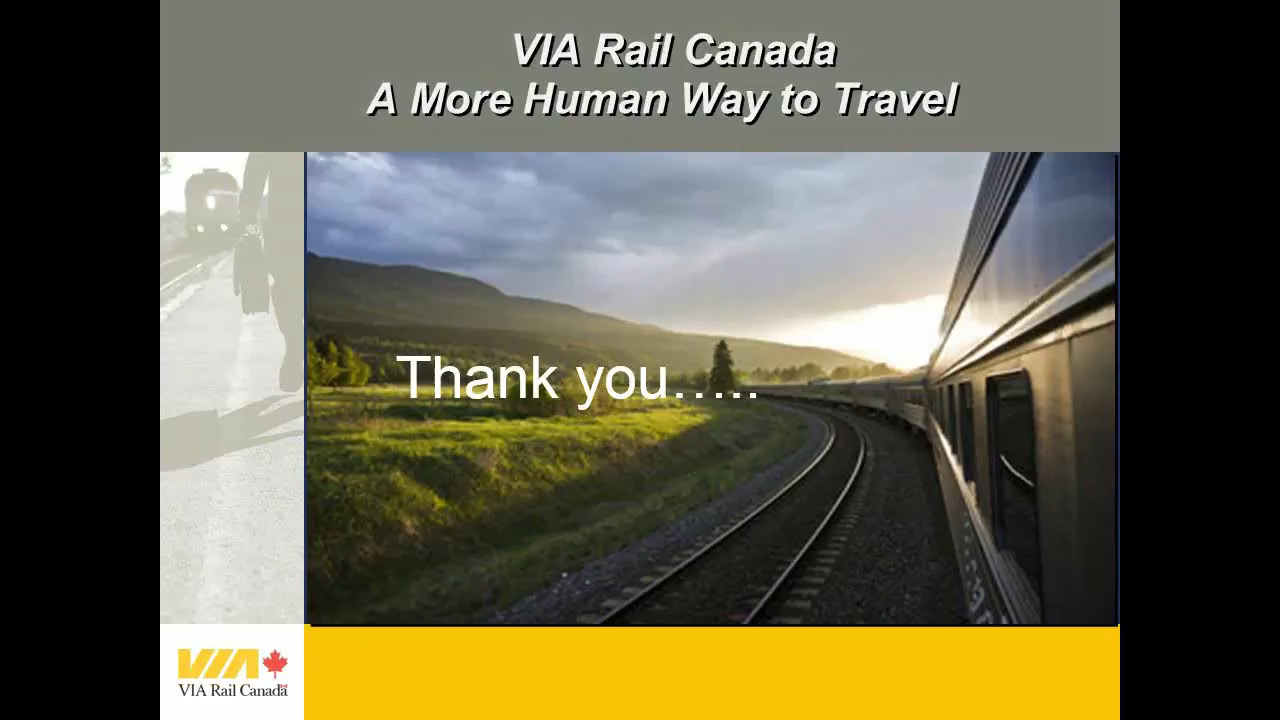 VIA Rail Canada
A More Human Way to Travel
Thank you.....
VIA
VIA Rail Canada